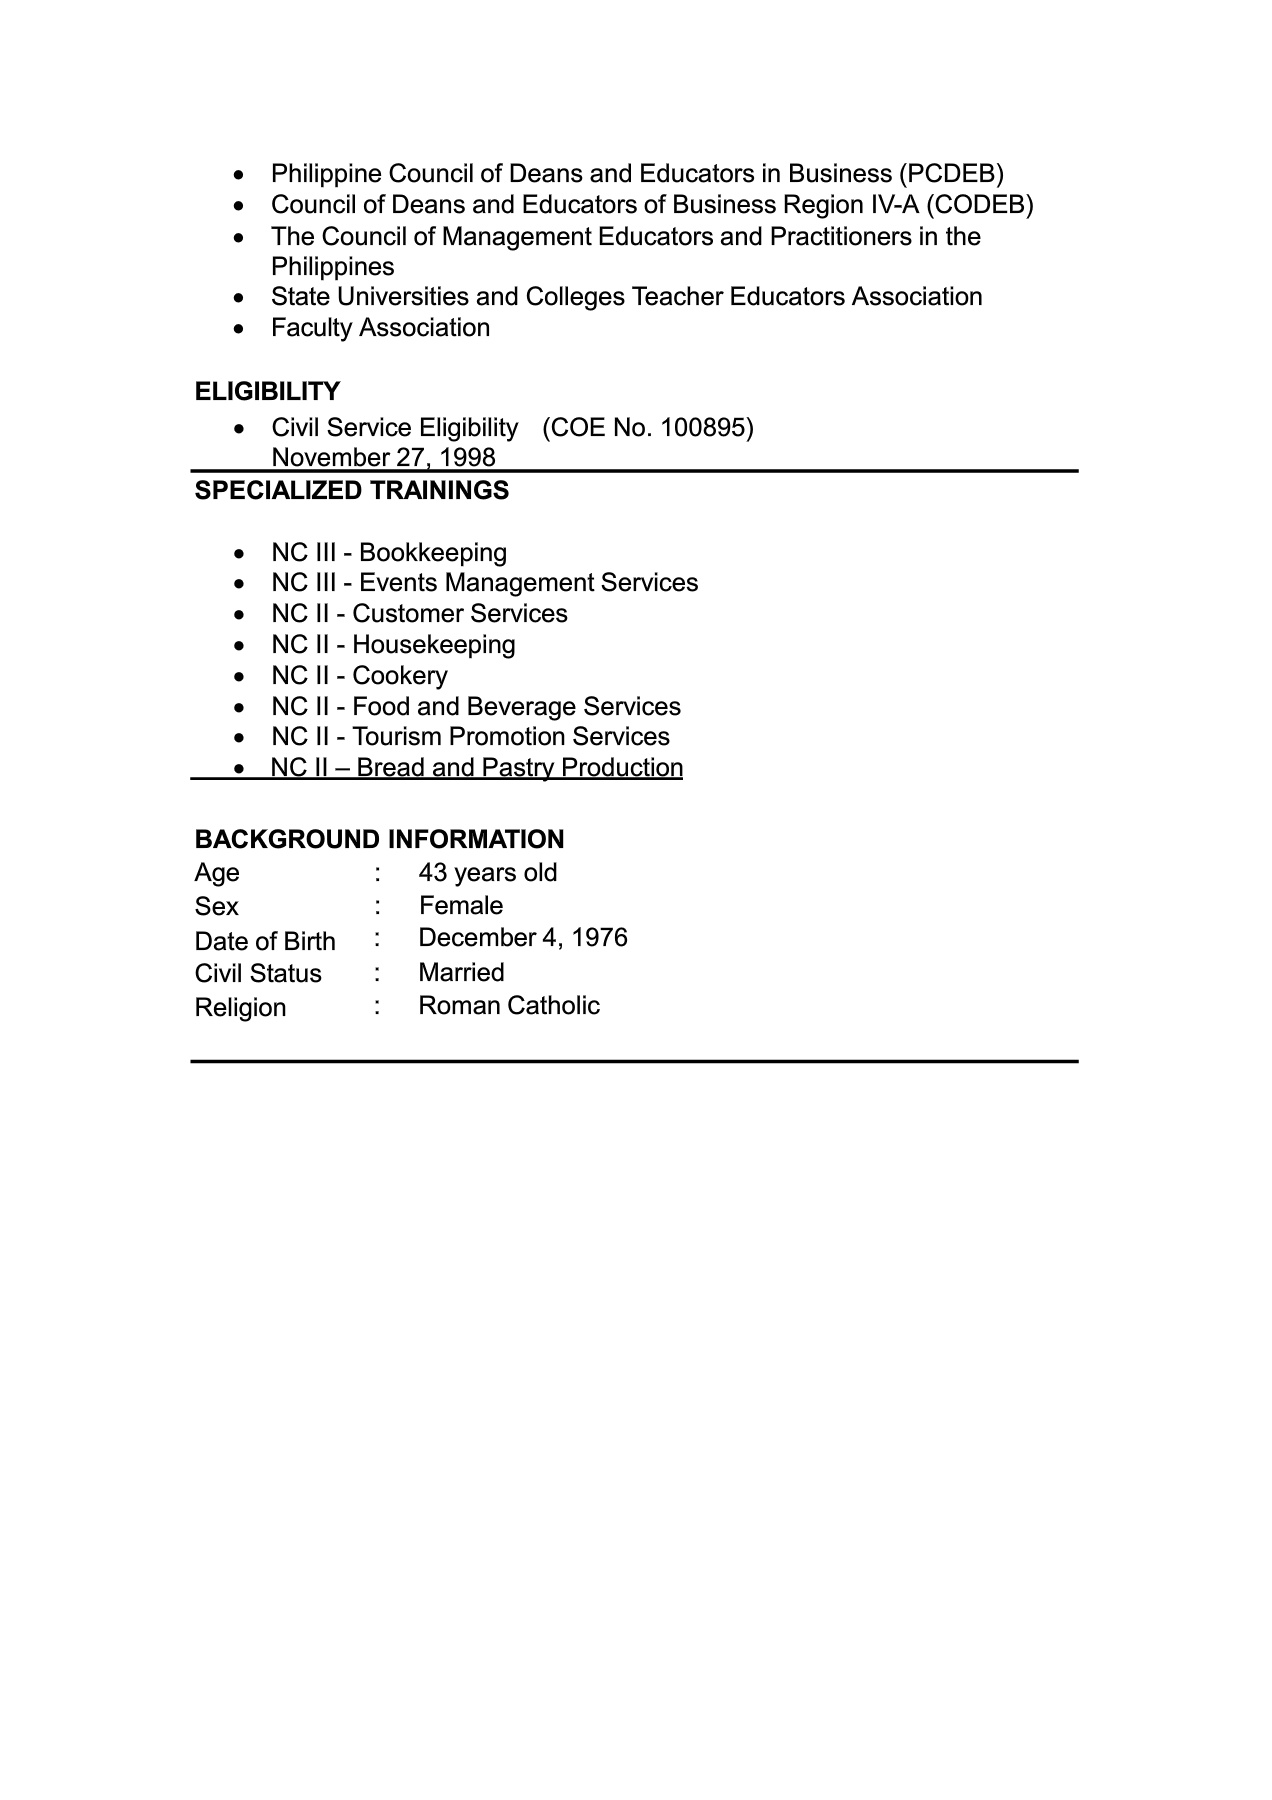 • Philippine Council of Deans and Educators in Business (PCDEB)
• Council of Deans and Educators of Business Region IV-A (CODEB)
• The Council of Management Educators and Practitioners in the
Philippines
• State Universities and Colleges Teacher Educators Association
• Faculty Association
ELIGIBILITY
• Civil Service Eligibility (COE No. 100895)
November 27, 1998
SPECIALIZED TRAININGS
• NC III - Bookkeeping
• NC III - Events Management Services
• NC II - Customer Services
• NC II - Housekeeping
• NC II - Cookery
• NC II - Food and Beverage Services
• NC II - Tourism Promotion Services
• NC II – Bread and Pastry Production
BACKGROUND INFORMATION
Age : 43 years old
Sex : Female
Date of Birth : December 4, 1976
Civil Status : Married
Religion : Roman Catholic